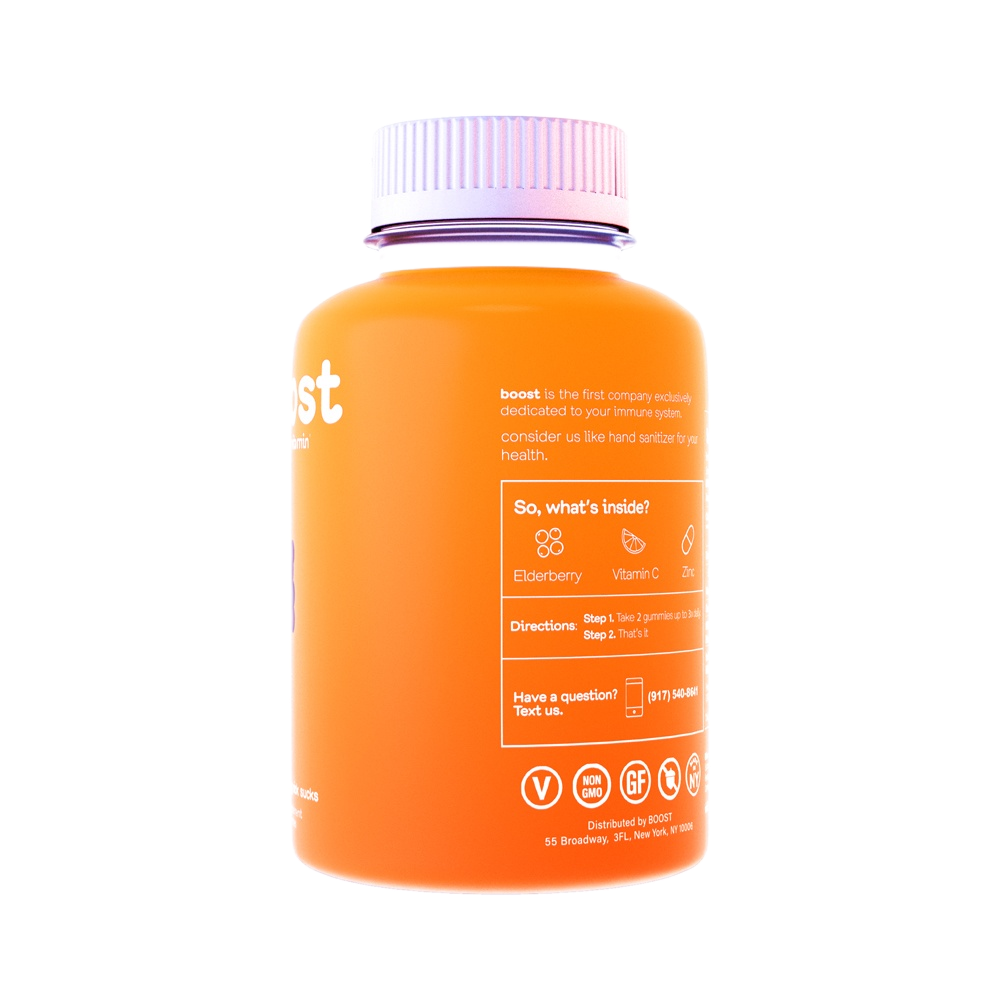 ost
boost is the first company exclusively
dedicated to your immune system.
consider us like hand sanitizer for your
health.
So, what's inside?
Elderberry
Vitamin C
Zinc
Directions:
Step 1. Take 2 gummies up to 3x daily
Step 2. That's it
Have a question?
Text us.
(917) 540-8641
sucks
V
NON
GMO
GF
NY
Distributed by BOOST
55 Broadway, 3FL, New York, NY 10006